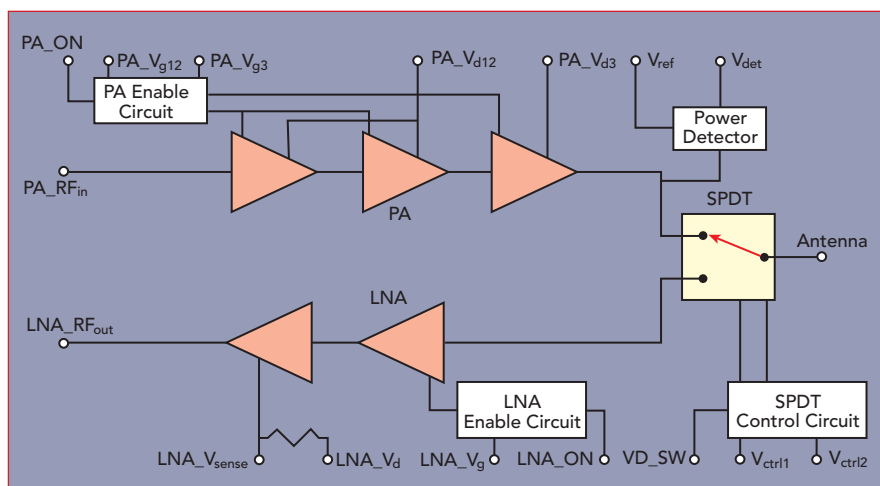 PA_ON
PA_Vg12
PA_Vg3
PA_Vd12
PA_Vd3
Vref
Vdet
PA Enable
Circuit
Power
Detector
PA_RFin
PA
SPDT
Antenna
LNA
LNA_RFout
LNA
Enable Circuit
SPDT
Control Circuit
LNA_Vsense
LNA_Vd
LNA_Vg
LNA_ON
VD_SW
Vctrl1
Vctrl2